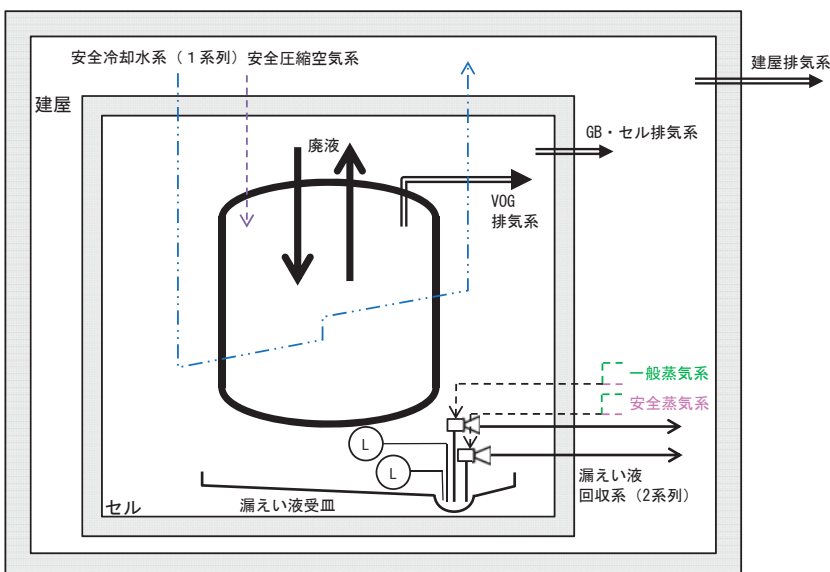 安全冷却水系（１系列）
安全圧縮空気系
建屋排気系
建屋
GB・セル排気系
廃液
VOG
排気系
一般蒸気系
安全蒸気系
L
L
漏えい液
回収系（2系列）
漏えい液受皿
セル